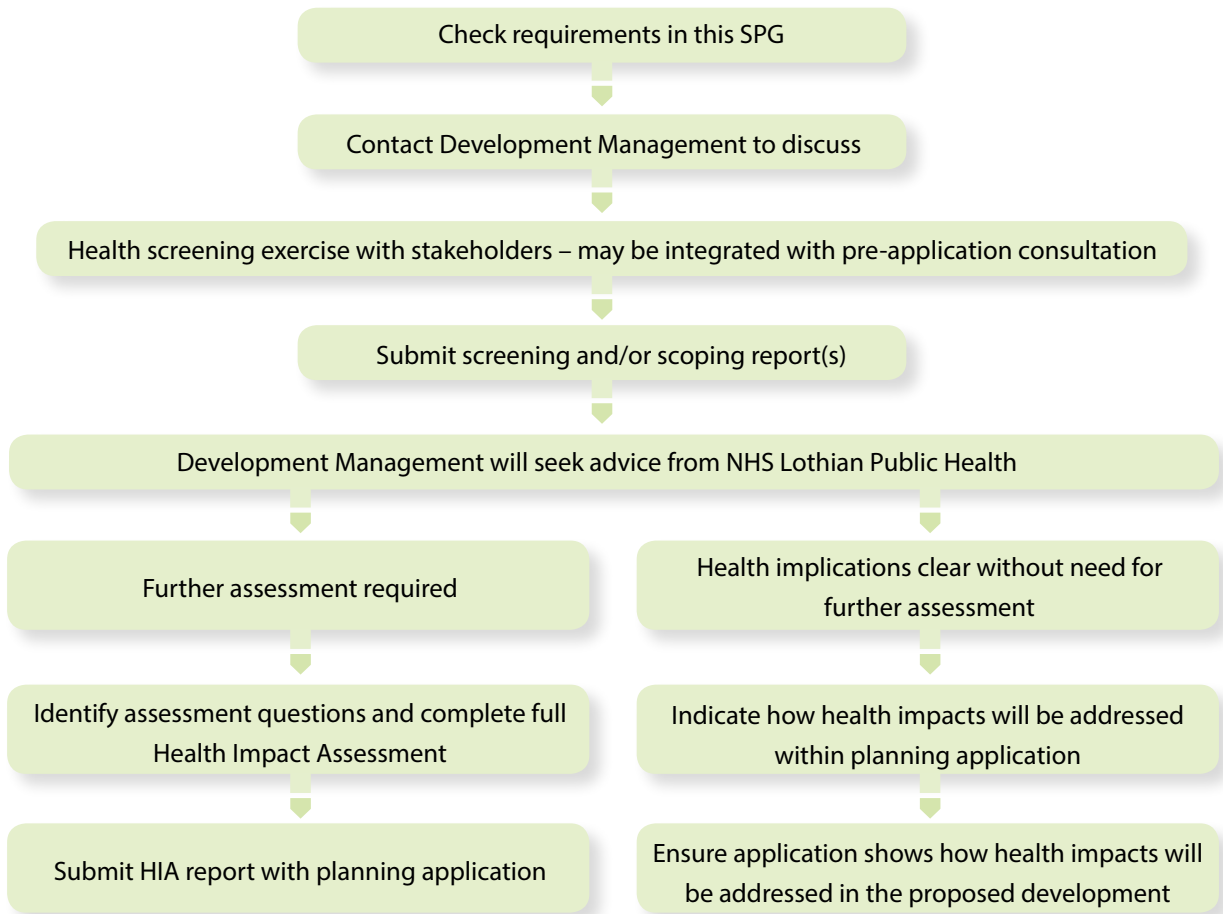 Check requirements in this SPG
Contact Development Management to discuss
Health screening exercise with stakeholders – may be integrated with pre-application consultation
Submit screening and/or scoping report(s)
Development Management will seek advice from NHS Lothian Public Health
Further assessment required
Health implications clear without need for
further assessment
Identify assessment questions and complete full
Health Impact Assessment
Indicate how health impacts will be addressed
within planning application
Submit HIA report with planning application
Ensure application shows how health impacts will
be addressed in the proposed development